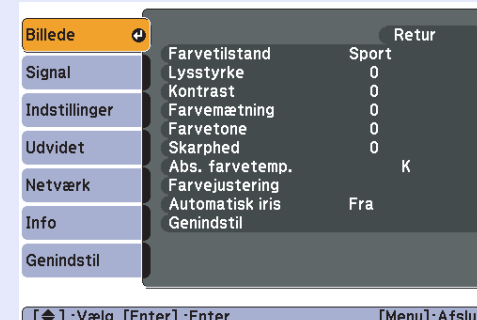 Billede
Signal
Indstillinger
Udvidet
Netværk
Info
Genindstil
Retur
Farvetilstand Sport
Lysstyrke 0
Kontrast 0
Farvemætning 0
Farvetone 0
Skarphed 0
Abs. farvetemp. K
Farvejustering
Automatisk iris Fra
Genindstil
[◆] :Vælg [Enter] :Enter [Menu]:Afslu